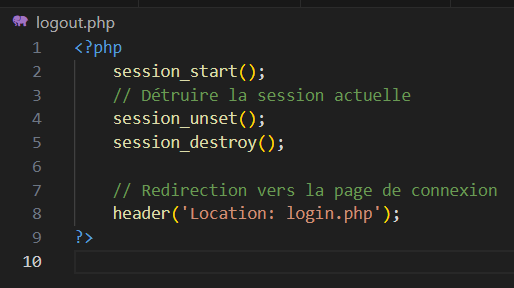 logout.php
1 <?php
2 session_start();
3 // Détruire la session actuelle
4 session_unset();
5 session_destroy();
6
7 // Redirection vers la page de connexion
8 header('Location: login.php');
9 ?>
10